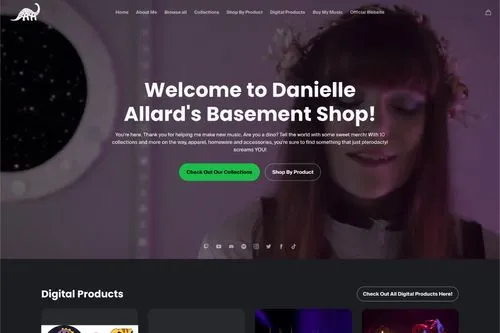 Home About Me Browse all Collections Shop By Product Digital Products Buy My Music Official Website
Welcome to Danielle
Allard's Basement Shop!
You're here. Thank you for helping me make new music. Are you a dino? Tell the world with some sweet merch! With 10
collections and more on the way, apparel, homeware and accessories, you're sure to find something that just pterodactyl
screams YOU!
Check Out Our Collections Shop By Product
Digital Products Check Out All Digital Products Here!